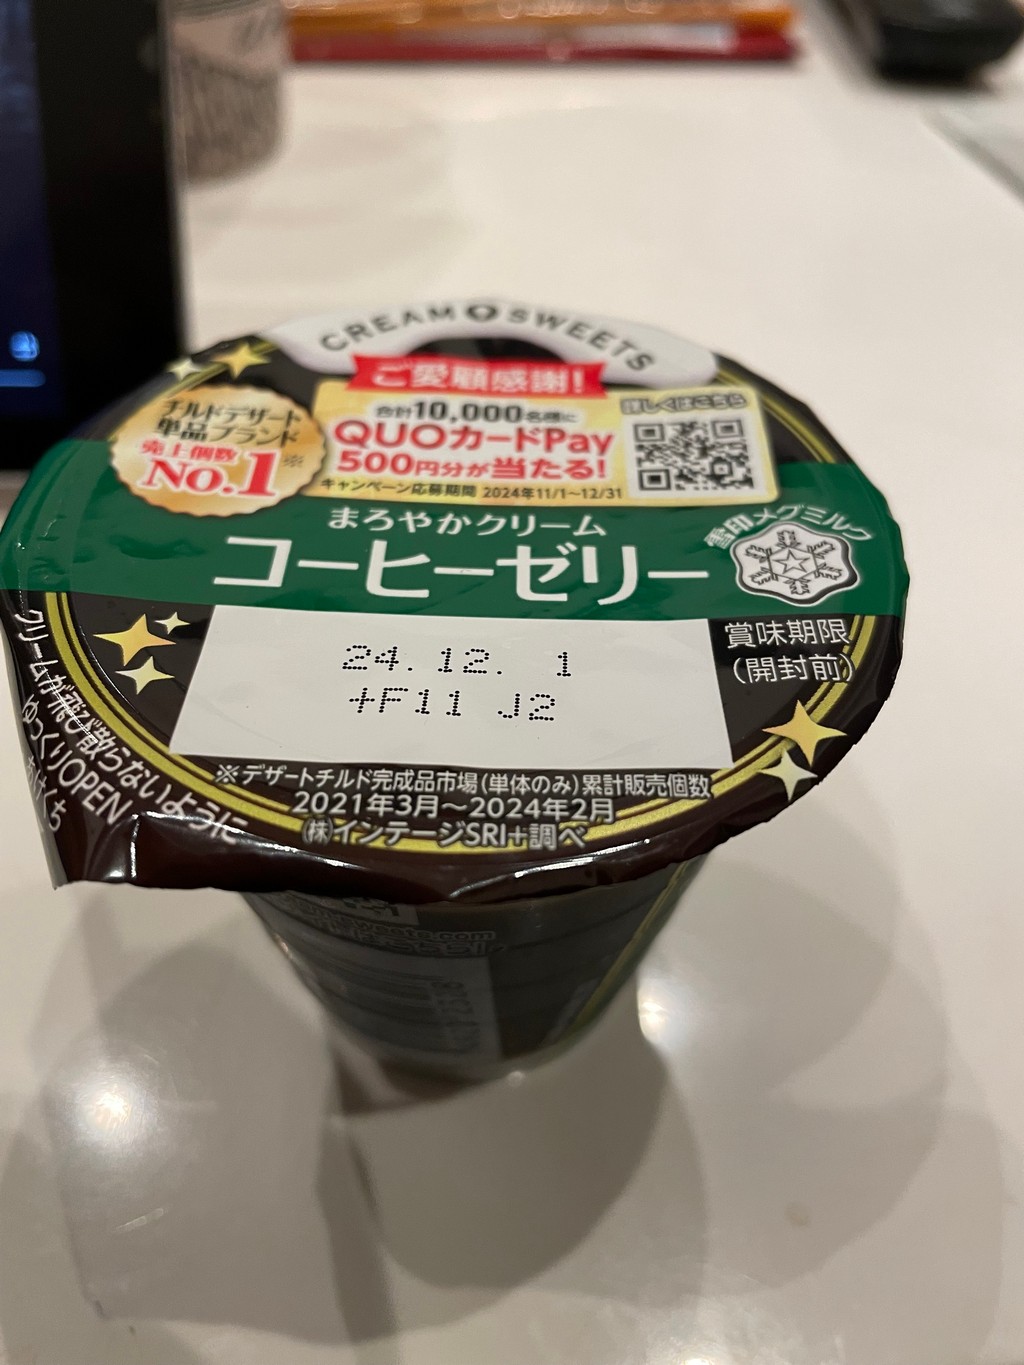 CREAM SWEETS
ご愛顧感謝!
チルドデザート
単品ブランド
売上個数
No.1※
合計10,000名様に
QUOカードPay
500円分が当たる!
キャンペーン応募期間 2024年11/1〜12/31
詳しくはこちら
まろやかクリーム
コーヒーゼリー
雪印メグミルク
24.12. 1
+F11 J2
賞味期限
(開封前)
※デザートチルド完成品市場(単体のみ)累計販売個数
2021年3月〜2024年2月
(株)インテージSRI+調べ
クリームが飛び散らないように
ゆっくりOPEN
あけくち